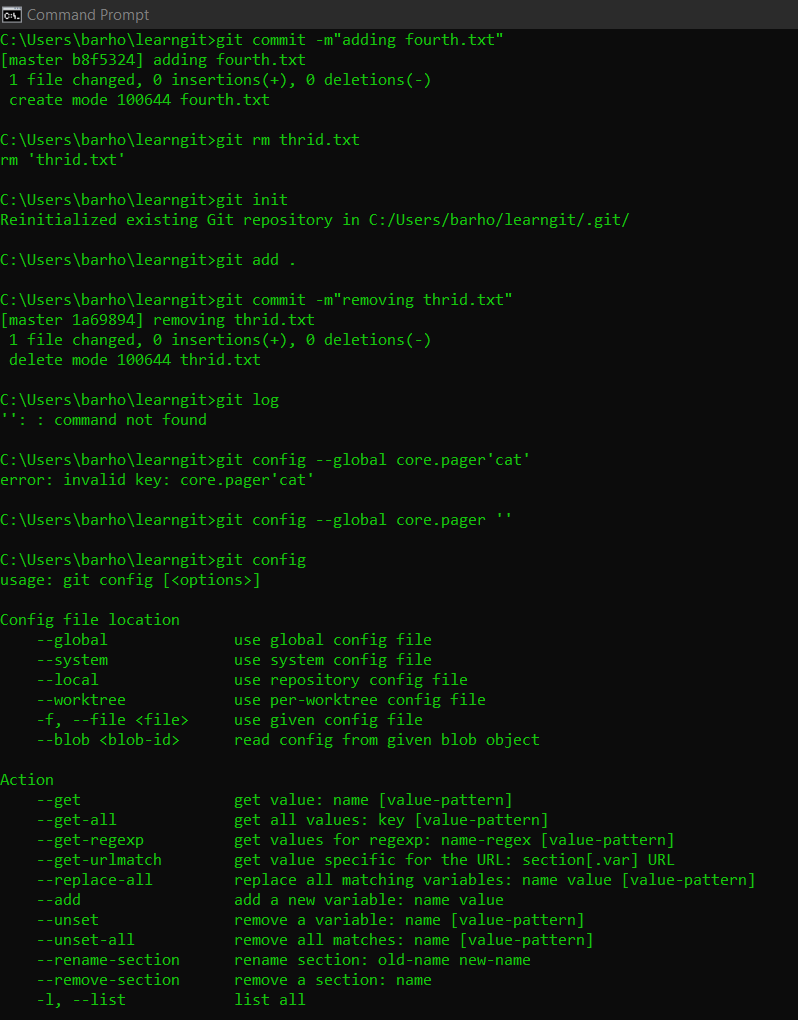 Command Prompt
C:\Users\barho\learngit>git commit -m"adding fourth.txt"
[master b8f5324] adding fourth.txt
 1 file changed, 0 insertions(+), 0 deletions(-)
 create mode 100644 fourth.txt

C:\Users\barho\learngit>git rm thrid.txt
rm 'thrid.txt'

C:\Users\barho\learngit>git init
Reinitialized existing Git repository in C:/Users/barho/learngit/.git/

C:\Users\barho\learngit>git add .

C:\Users\barho\learngit>git commit -m"removing thrid.txt"
[master 1a69894] removing thrid.txt
 1 file changed, 0 insertions(+), 0 deletions(-)
 delete mode 100644 thrid.txt

C:\Users\barho\learngit>git log
'': : command not found

C:\Users\barho\learngit>git config --global core.pager'cat'
error: invalid key: core.pager'cat'

C:\Users\barho\learngit>git config --global core.pager ''

C:\Users\barho\learngit>git config
usage: git config [<options>]

Config file location
    --global              use global config file
    --system              use system config file
    --local               use repository config file
    --worktree            use per-worktree config file
    -f, --file <file>     use given config file
    --blob <blob-id>      read config from given blob object

Action
    --get                 get value: name [value-pattern]
    --get-all             get all values: key [value-pattern]
    --get-regexp          get values for regexp: name-regex [value-pattern]
    --get-urlmatch        get value specific for the URL: section[.var] URL
    --replace-all         replace all matching variables: name value [value-pattern]
    --add                 add a new variable: name value
    --unset               remove a variable: name [value-pattern]
    --unset-all           remove all matches: name [value-pattern]
    --rename-section      rename section: old-name new-name
    --remove-section      remove a section: name
    -l, --list            list all